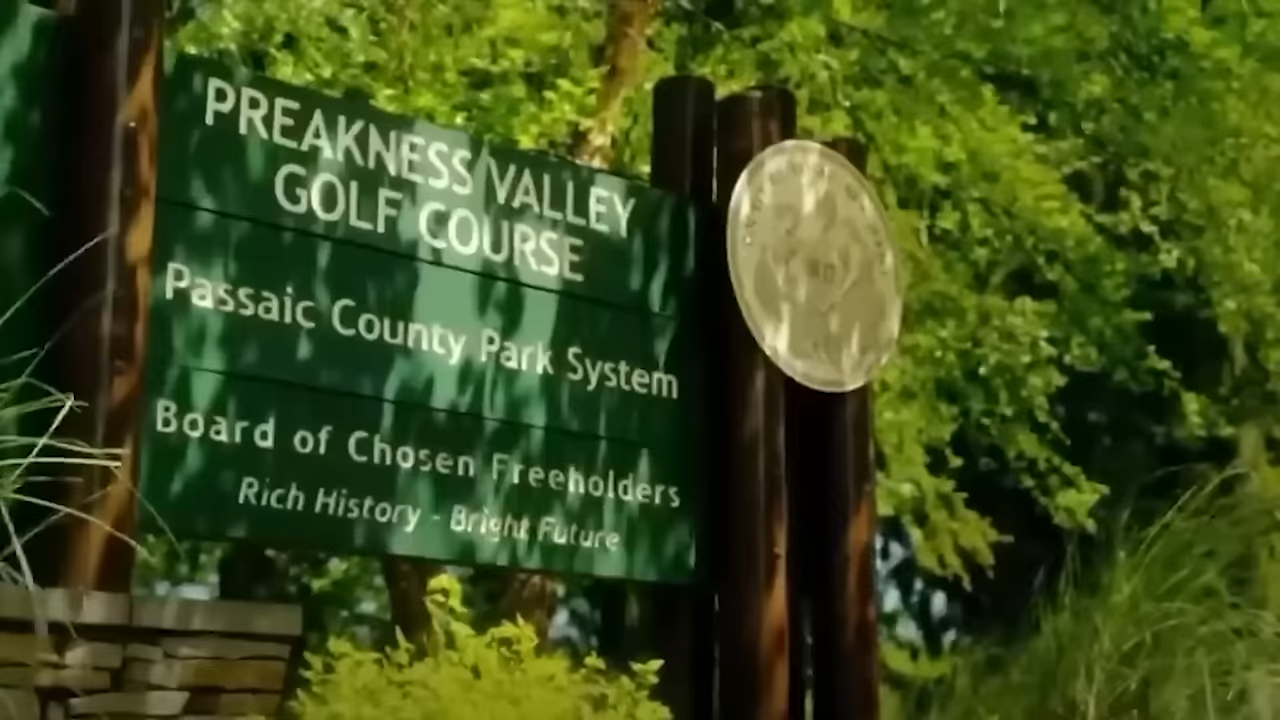 PREAKNESS VALLEY
GOLF COURSE
Passaic County Park System
Board of Chosen Freeholders
Rich History - Bright Future